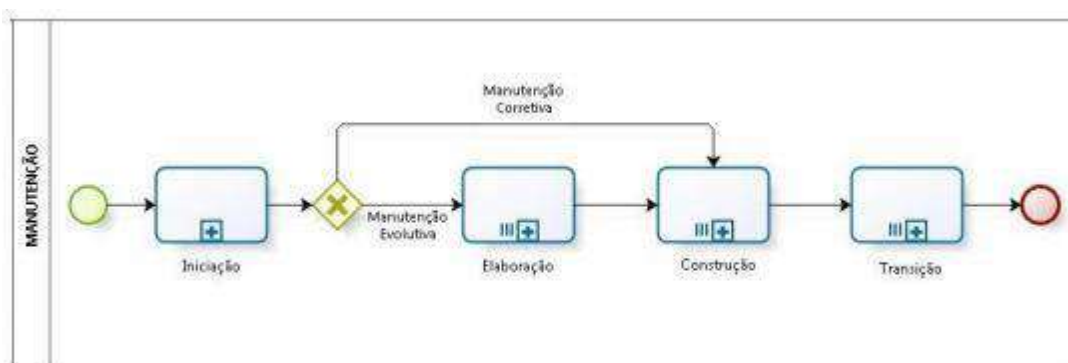 MANUTENÇÃO
Manutenção
Corretiva
Manutenção
Evolutiva
Iniciação
Elaboração
Construção
Transição